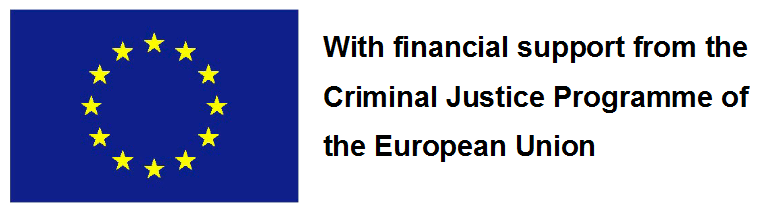 With financial support from the
Criminal Justice Programme of
the European Union